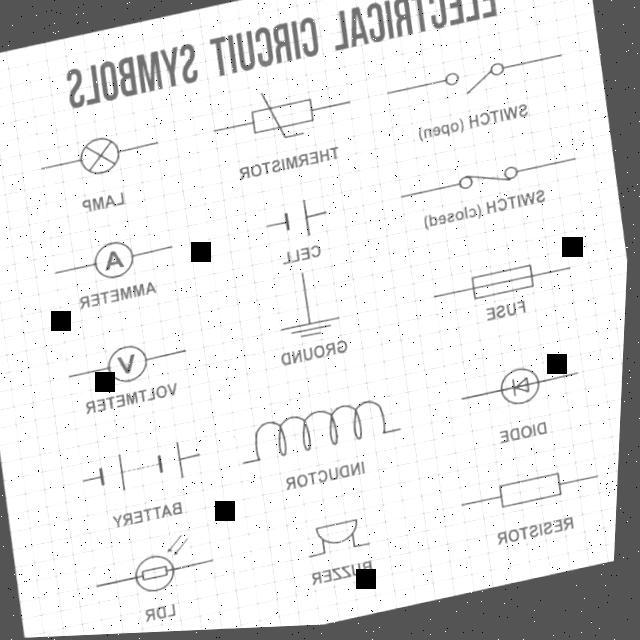 ELECTRICAL CIRCUIT SYMBOLS
SWITCH (open)
THERMISTOR
LAMP
SWITCH (closed)
CELL
A
AMMETER
FUSE
GROUND
V
VOLTMETER
DIODE
INDUCTOR
BATTERY
RESISTOR
BUZZER
LDR